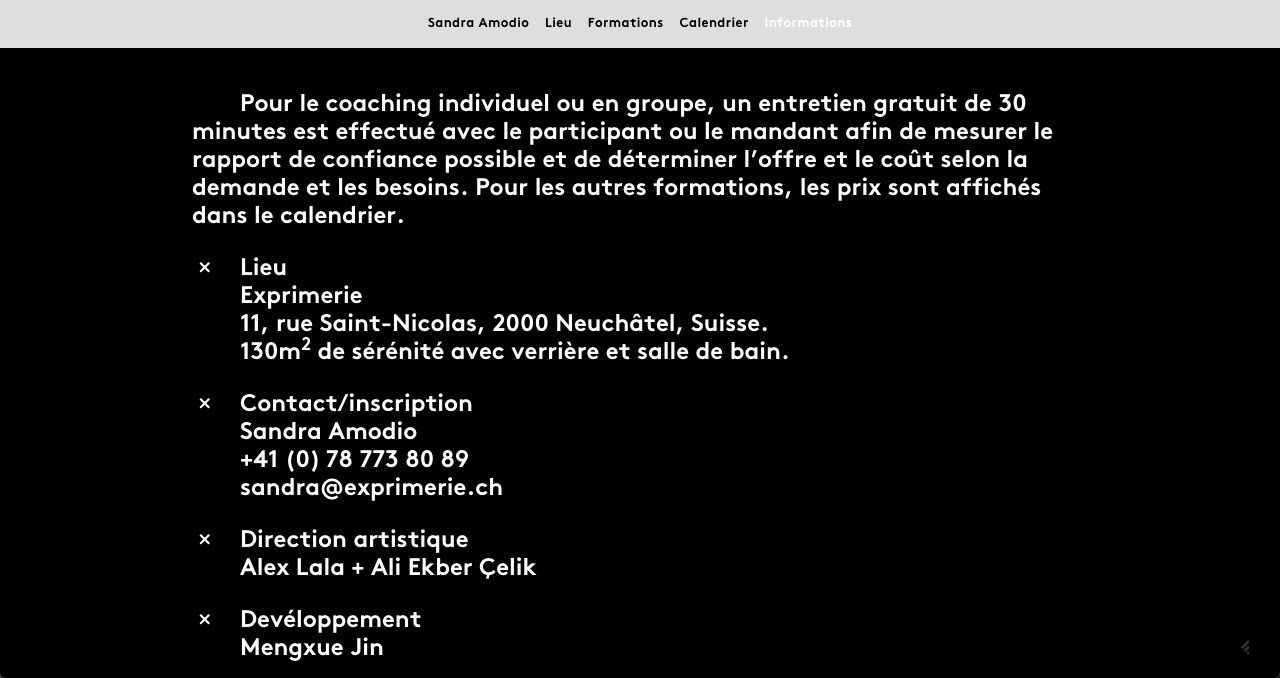 Sandra Amodio Lieu Formations Calendrier Informations
Pour le coaching individuel ou en groupe, un entretien gratuit de 30
minutes est effectué avec le participant ou le mandant afin de mesurer le
rapport de confiance possible et de déterminer l’offre et le coût selon la
demande et les besoins. Pour les autres formations, les prix sont affichés
dans le calendrier.
× Lieu
Exprimerie
11, rue Saint-Nicolas, 2000 Neuchâtel, Suisse.
130m² de sérénité avec verrière et salle de bain.
× Contact/inscription
Sandra Amodio
+41 (0) 78 773 80 89
sandra@exprimerie.ch
× Direction artistique
Alex Lala + Ali Ekber Çelik
× Devéloppement
Mengxue Jin